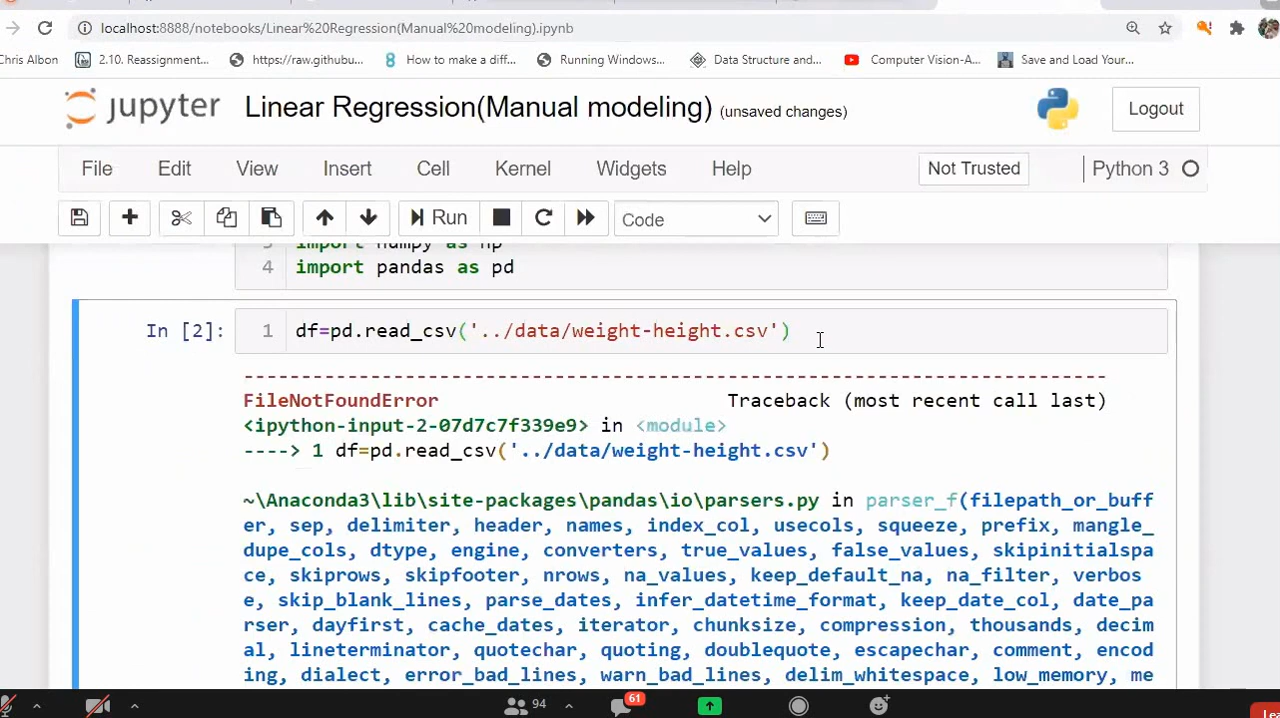 localhost:8888/notebooks/Linear%20Regression(Manual%20modeling).ipynb
Chris Albon 2.10. Reassignment... https://raw.githubu... How to make a diff... Running Windows... Data Structure and... Computer Vision-A... Save and Load Your...
jupyter Linear Regression(Manual modeling) (unsaved changes) Logout
File Edit View Insert Cell Kernel Widgets Help Not Trusted Python 3
Run Code
3 import numpy as np
4 import pandas as pd
In [2]: 1 df=pd.read_csv('../data/weight-height.csv')
---------------------------------------------------------------------------
FileNotFoundError Traceback (most recent call last)
<ipython-input-2-07d7c7f339e9> in <module>
----> 1 df=pd.read_csv('../data/weight-height.csv')
~\Anaconda3\lib\site-packages\pandas\io\parsers.py in parser_f(filepath_or_buff
er, sep, delimiter, header, names, index_col, usecols, squeeze, prefix, mangle_
dupe_cols, dtype, engine, converters, true_values, false_values, skipinitialspa
ce, skiprows, skipfooter, nrows, na_values, keep_default_na, na_filter, verbos
e, skip_blank_lines, parse_dates, infer_datetime_format, keep_date_col, date_pa
rser, dayfirst, cache_dates, iterator, chunksize, compression, thousands, decim
al, lineterminator, quotechar, quoting, doublequote, escapechar, comment, encod
ing, dialect, error_bad_lines, warn_bad_lines, delim_whitespace, low_memory, me
94 61